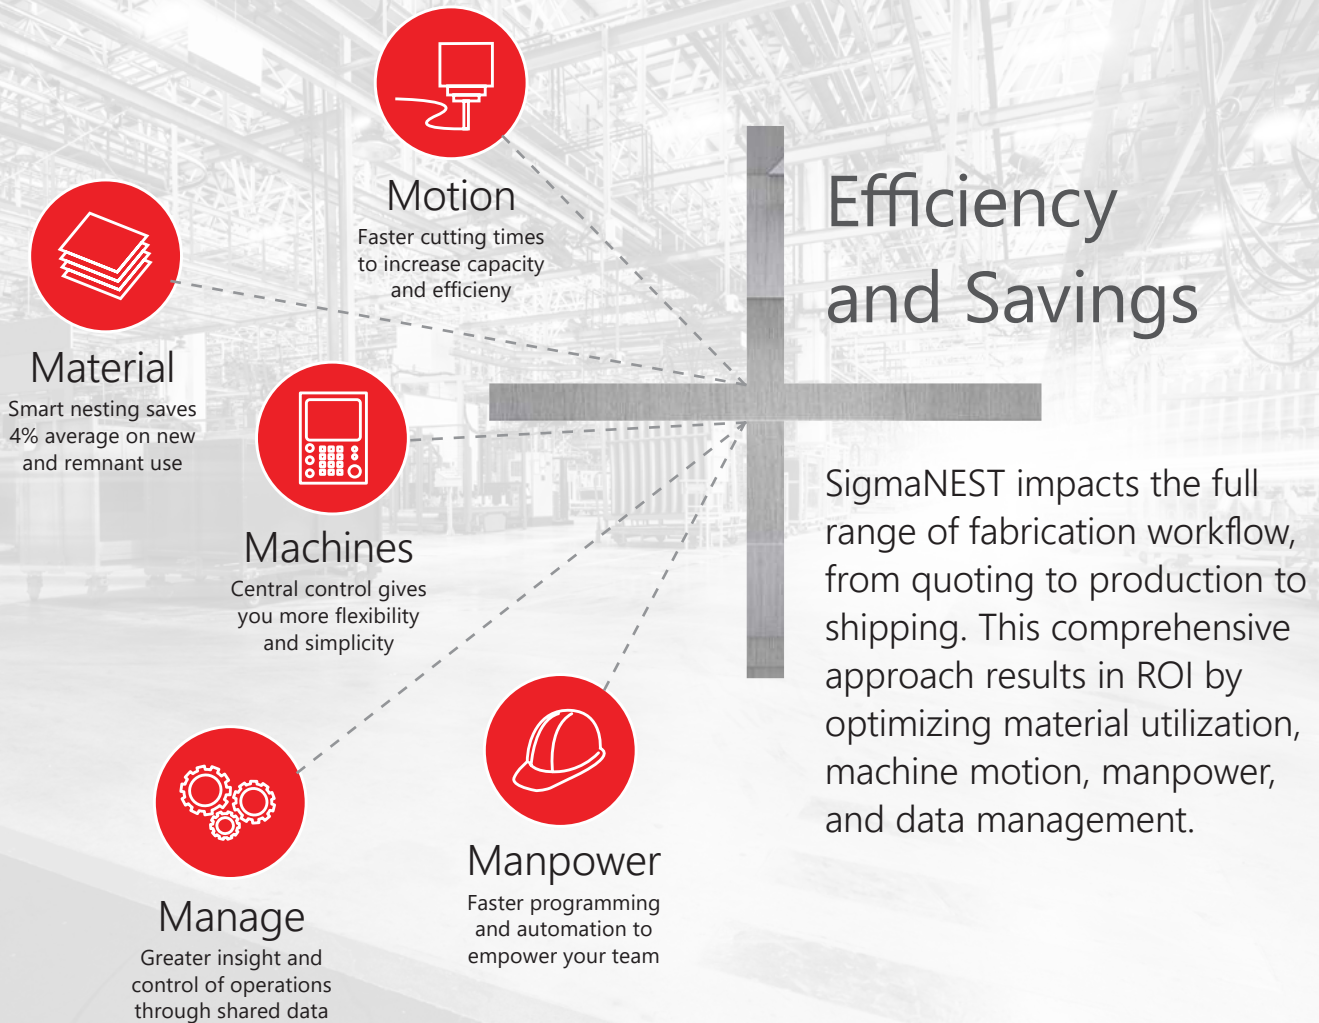 Motion
Faster cutting times
to increase capacity
and efficieny
Material
Smart nesting saves
4% average on new
and remnant use
Machines
Central control gives
you more flexibility
and simplicity
Manage
Greater insight and
control of operations
through shared data
Manpower
Faster programming
and automation to
empower your team
Efficiency
and Savings
SigmaNEST impacts the full
range of fabrication workflow,
from quoting to production to
shipping. This comprehensive
approach results in ROI by
optimizing material utilization,
machine motion, manpower,
and data management.